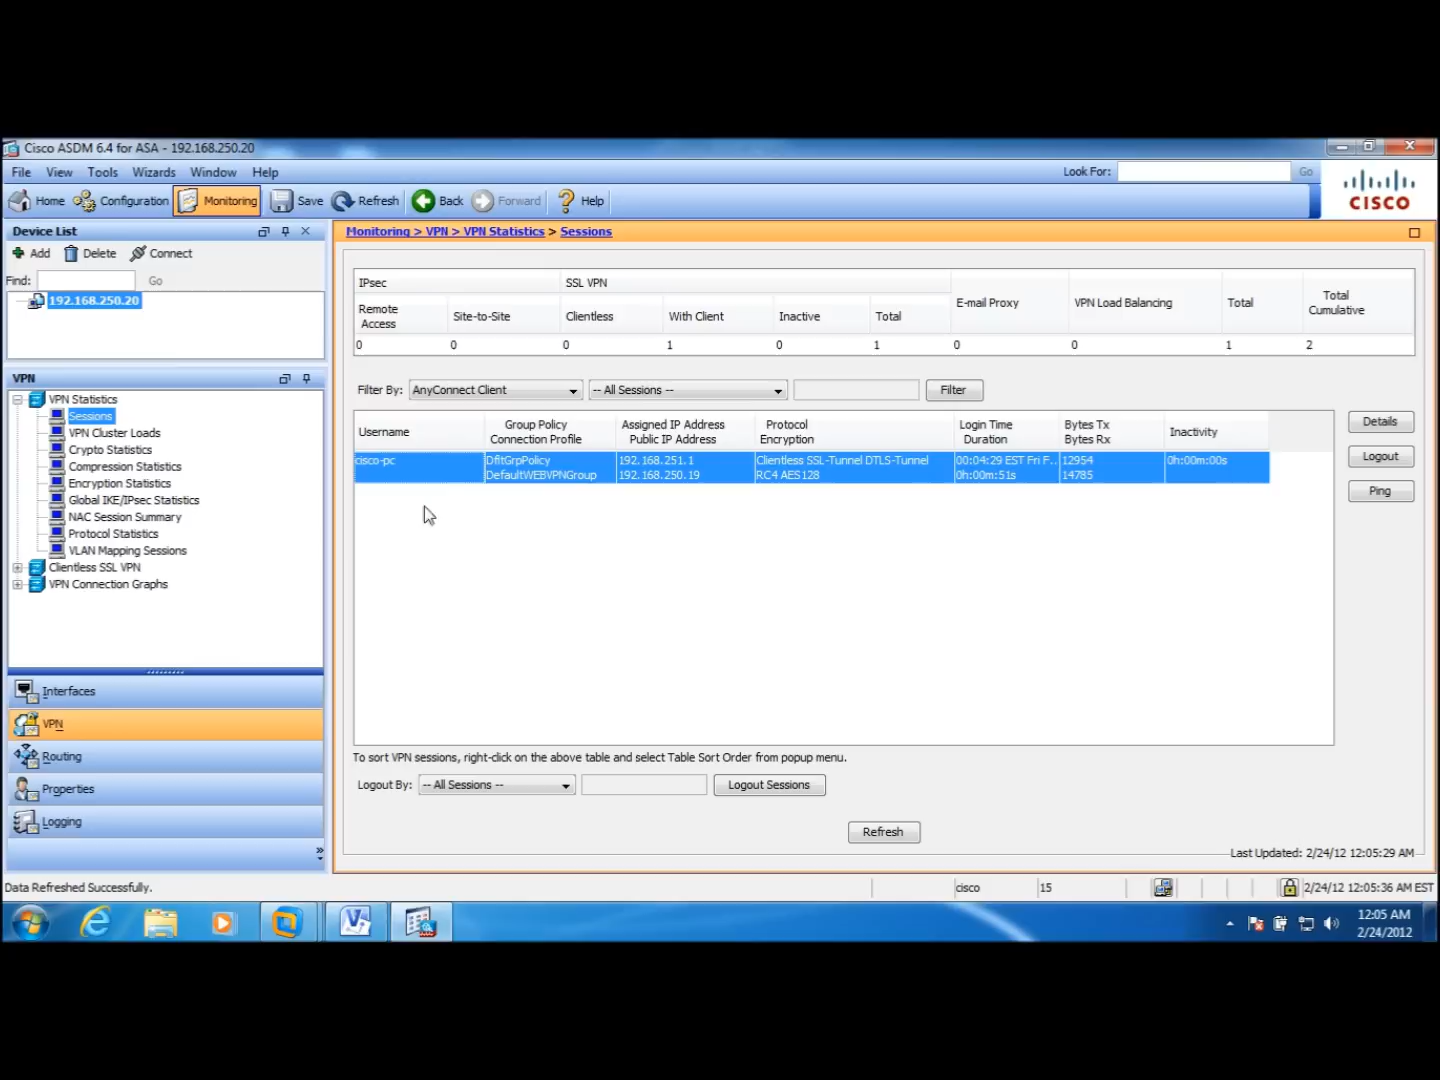 Cisco ASDM 6.4 for ASA - 192.168.250.20
File View Tools Wizards Window Help
Look For: Go
Home Configuration Monitoring Save Refresh Back Forward Help
CISCO
Device List
Add Delete Connect
Find: Go
192.168.250.20
VPN
VPN Statistics
Sessions
VPN Cluster Loads
Crypto Statistics
Compression Statistics
Encryption Statistics
Global IKE/IPsec Statistics
NAC Session Summary
Protocol Statistics
VLAN Mapping Sessions
Clientless SSL VPN
VPN Connection Graphs
Interfaces
VPN
Routing
Properties
Logging
Monitoring > VPN > VPN Statistics > Sessions
IPsec SSL VPN E-mail Proxy VPN Load Balancing Total Total Cumulative
Remote Access Site-to-Site Clientless With Client Inactive Total
0 0 0 1 0 1 0 0 1 2
Filter By: AnyConnect Client -- All Sessions -- Filter
Username Group Policy Assigned IP Address Protocol Login Time Bytes Tx Inactivity
Connection Profile Public IP Address Encryption Duration Bytes Rx
cisco-pc DfltGrpPolicy 192.168.251.1 Clientless SSL-Tunnel DTLS-Tunnel 00:04:29 EST Fri F... 12954 0h:00m:00s
DefaultWEBVPNGroup 192.168.250.19 RC4 AES128 0h:00m:51s 14785
Details
Logout
Ping
To sort VPN sessions, right-click on the above table and select Table Sort Order from popup menu.
Logout By: -- All Sessions -- Logout Sessions
Refresh
Last Updated: 2/24/12 12:05:29 AM
Data Refreshed Successfully. cisco 15 2/24/12 12:05:36 AM EST
12:05 AM
2/24/2012